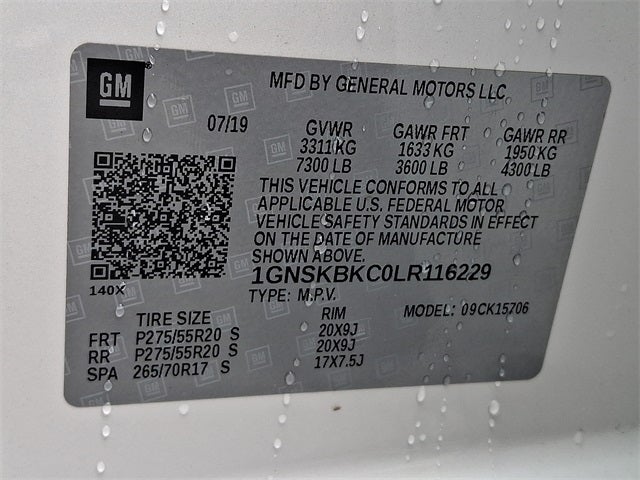 GM
MFD BY GENERAL MOTORS LLC
07/19
GVWR GAWR FRT GAWR RR
3311KG 1633 KG 1950 KG
7300 LB 3600 LB 4300 LB
THIS VEHICLE CONFORMS TO ALL
APPLICABLE U.S. FEDERAL MOTOR
VEHICLE SAFETY STANDARDS IN EFFECT
ON THE DATE OF MANUFACTURE
SHOWN ABOVE.
1GNSKBKC0LR116229
140X
TYPE: M.P.V. MODEL: 09CK15706
TIRE SIZE RIM
FRT P275/55R20 S 20X9J
RR P275/55R20 S 20X9J
SPA 265/70R17 S 17X7.5J